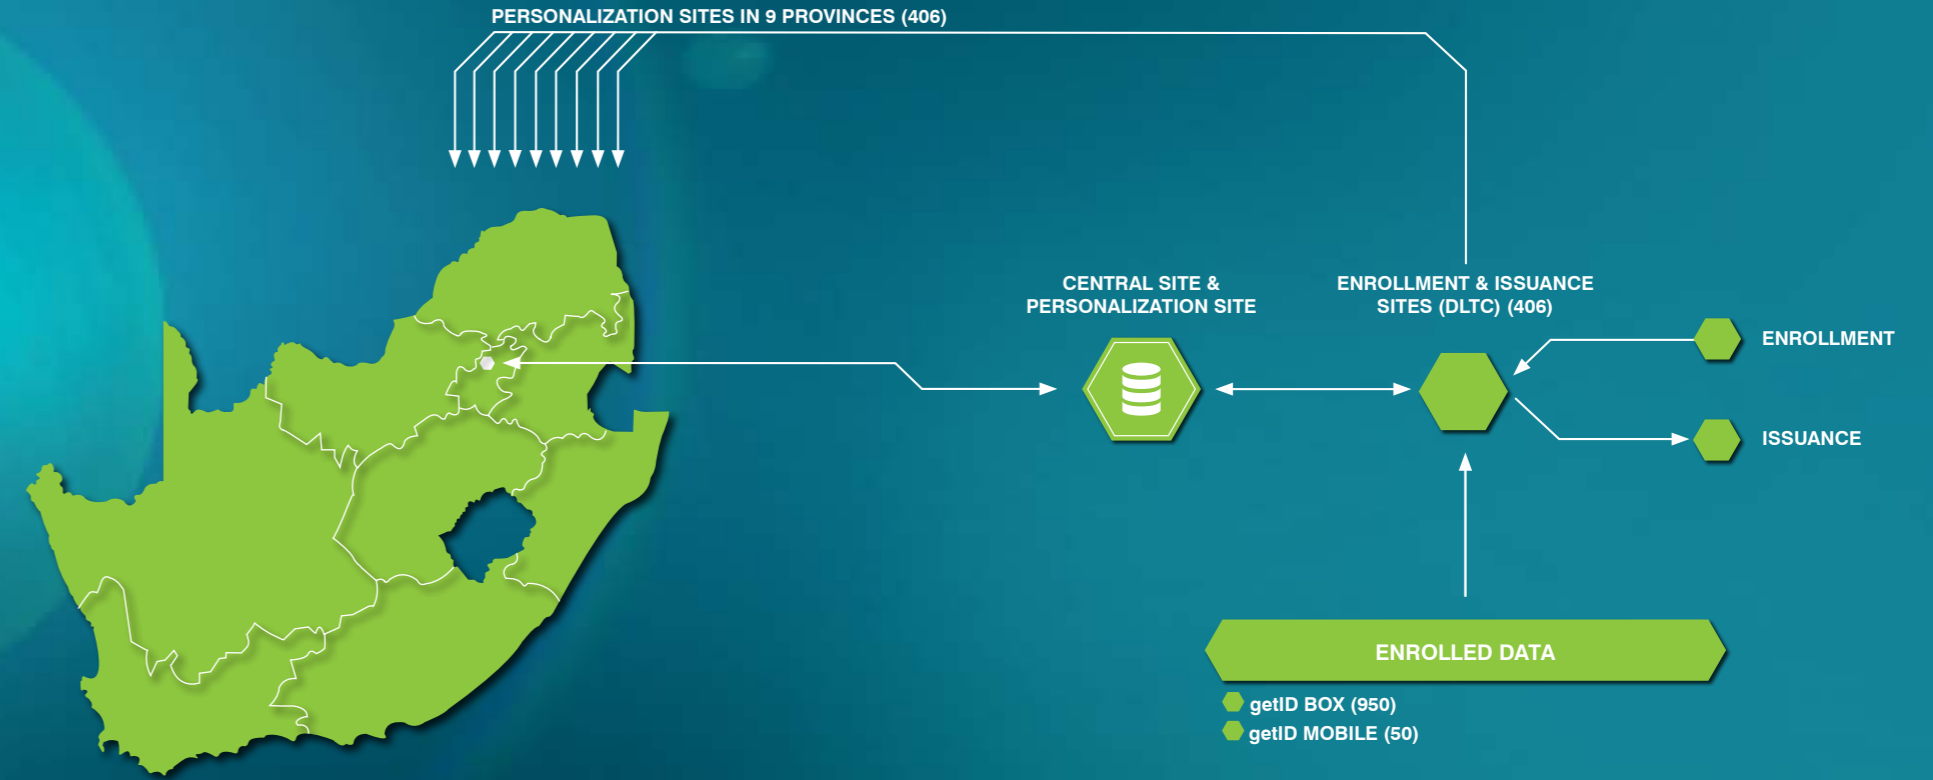 PERSONALIZATION SITES IN 9 PROVINCES (406)
CENTRAL SITE &
PERSONALIZATION SITE
ENROLLMENT & ISSUANCE
SITES (DLTC) (406)
ENROLLMENT
ISSUANCE
ENROLLED DATA
getID BOX (950)
getID MOBILE (50)